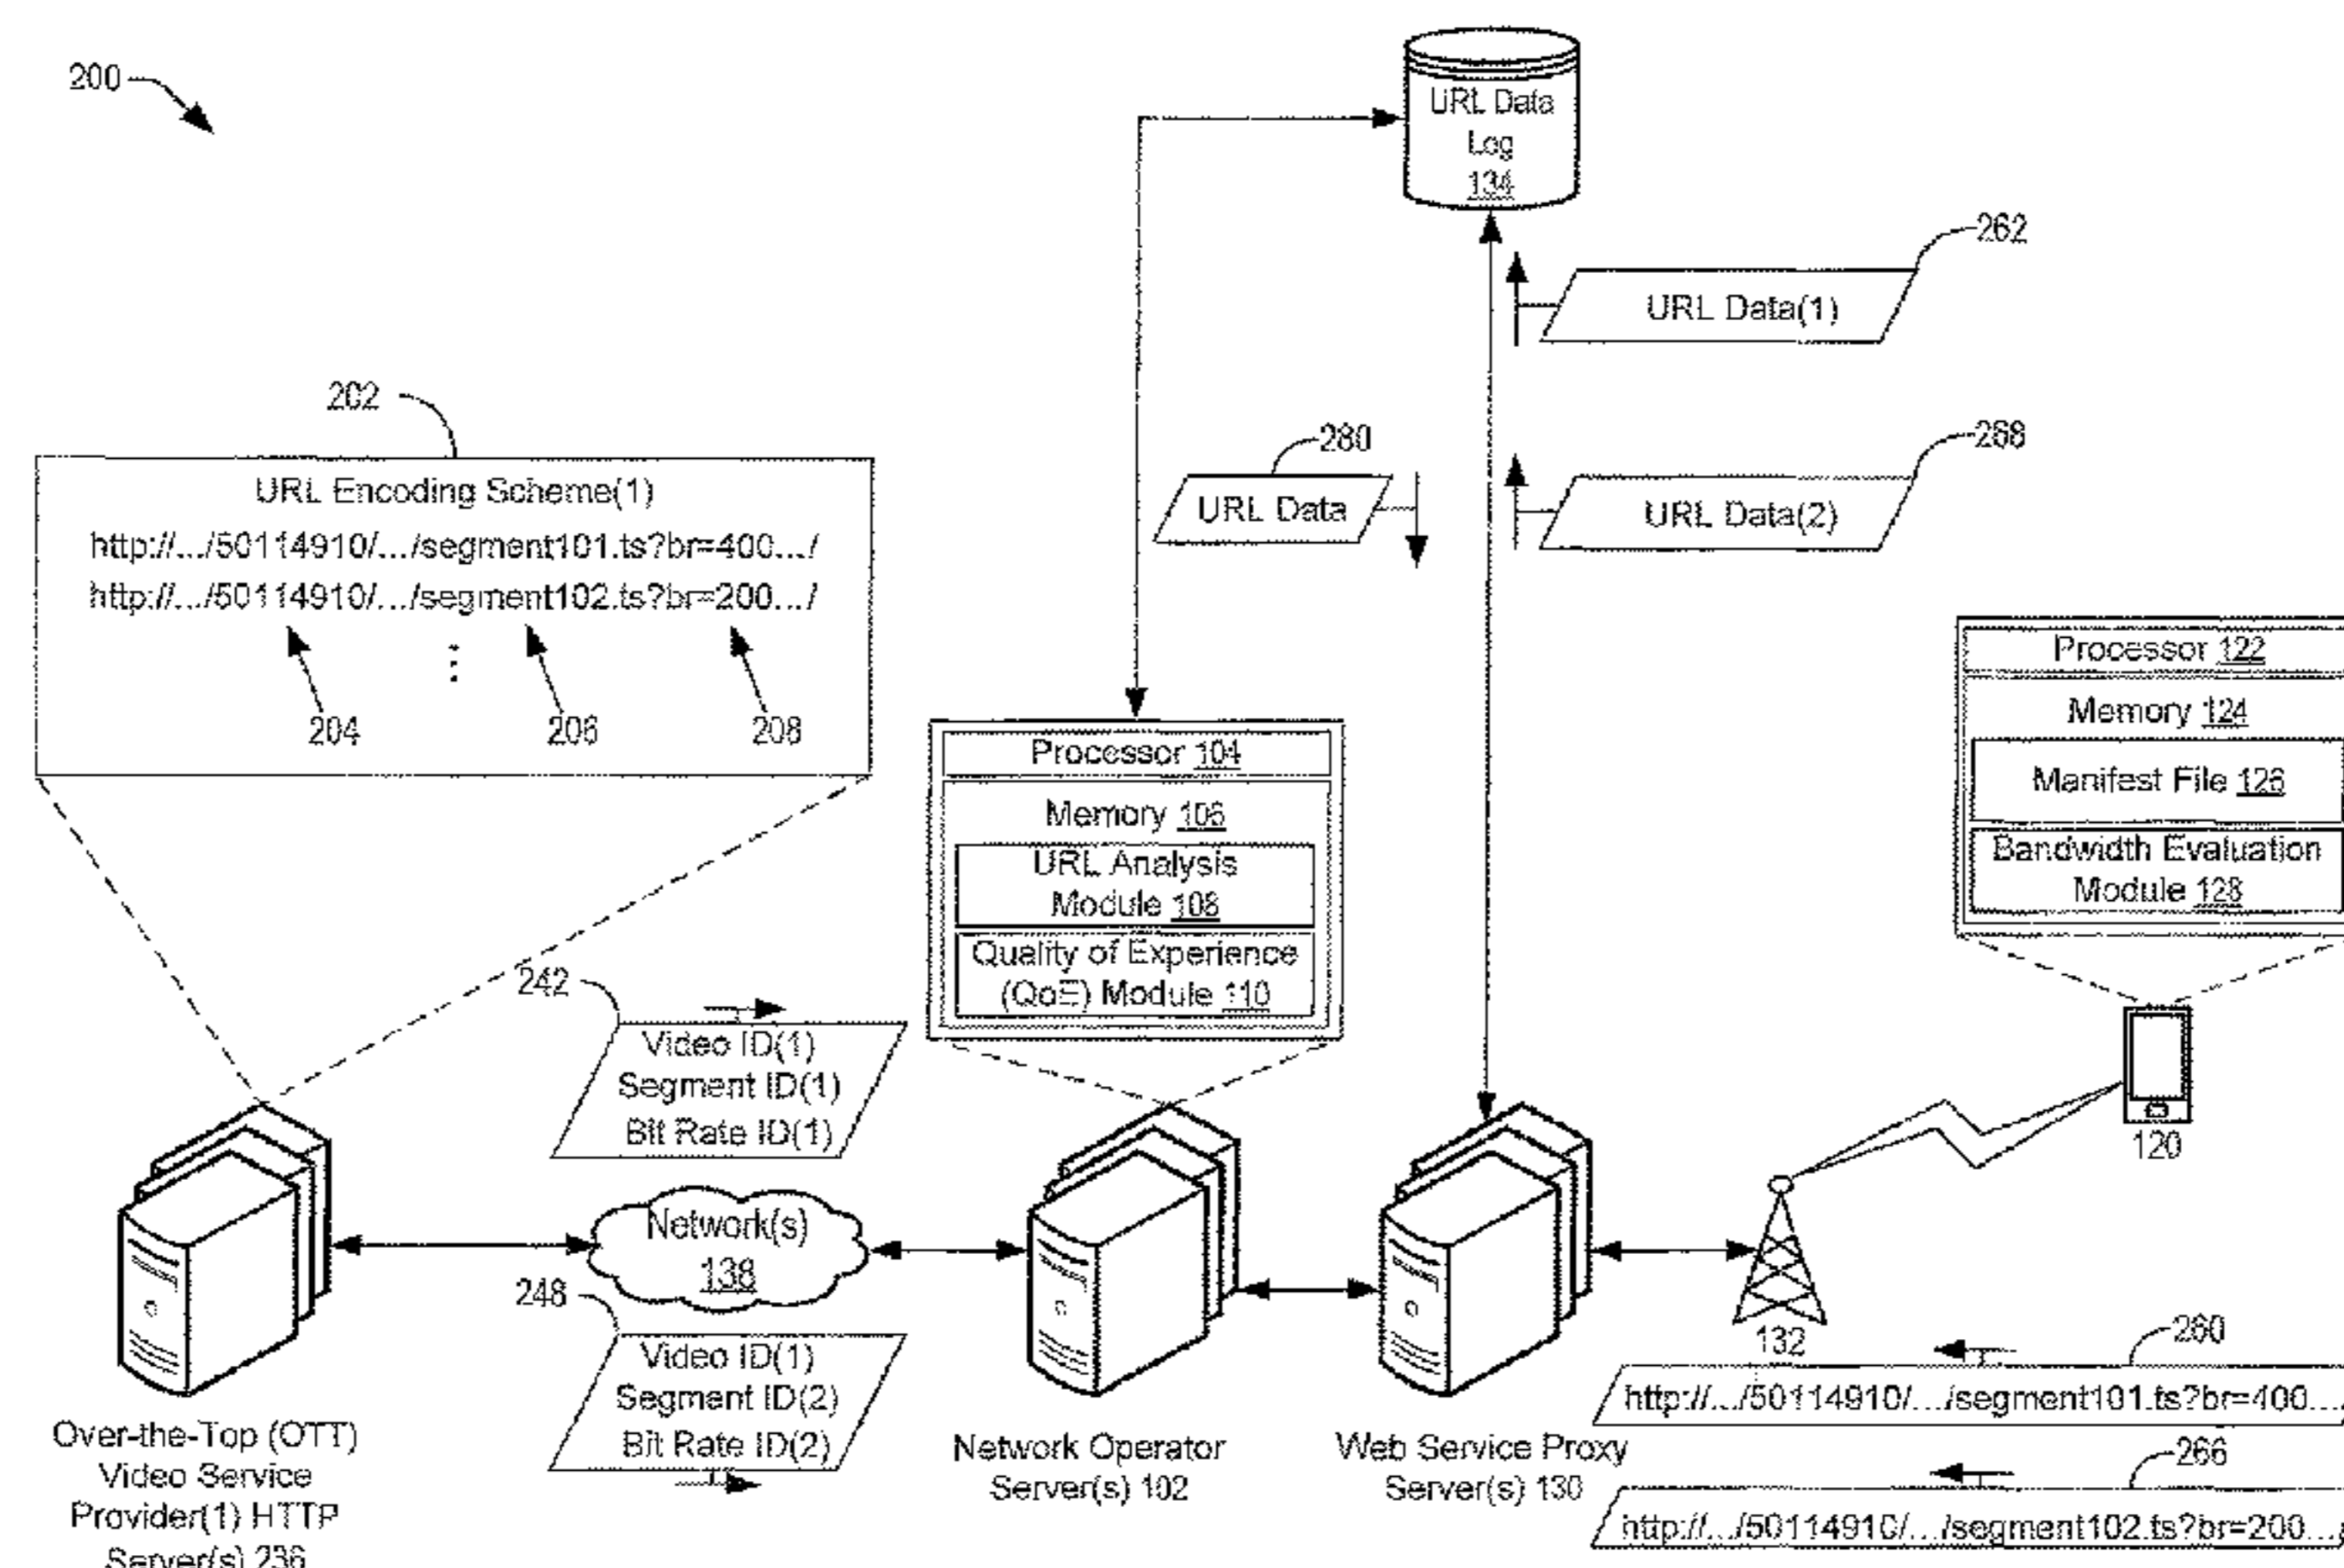 200
URL Data
Log
134
262
URL Data(1)
202
280
URL Data
268
URL Data(2)
URL Encoding Scheme(1)
http://.../50114910/.../segment101.ts?br=400.../
http://.../50114910/.../segment102.ts?br=200.../
204
206
208
Processor 104
Memory 106
URL Analysis
Module 108
Quality of Experience
(QoE) Module 110
Processor 122
Memory 124
Manifest File 126
Bandwidth Evaluation
Module 128
242
Video ID(1)
Segment ID(1)
Bit Rate ID(1)
120
Network(s)
138
248
Video ID(1)
Segment ID(2)
Bit Rate ID(2)
132
260
http://.../50114910/.../segment101.ts?br=400...
266
http://.../50114910/.../segment102.ts?br=200...
Over-the-Top (OTT)
Video Service
Provider(1) HTTP
Server(s) 236
Network Operator
Server(s) 102
Web Service Proxy
Server(s) 130